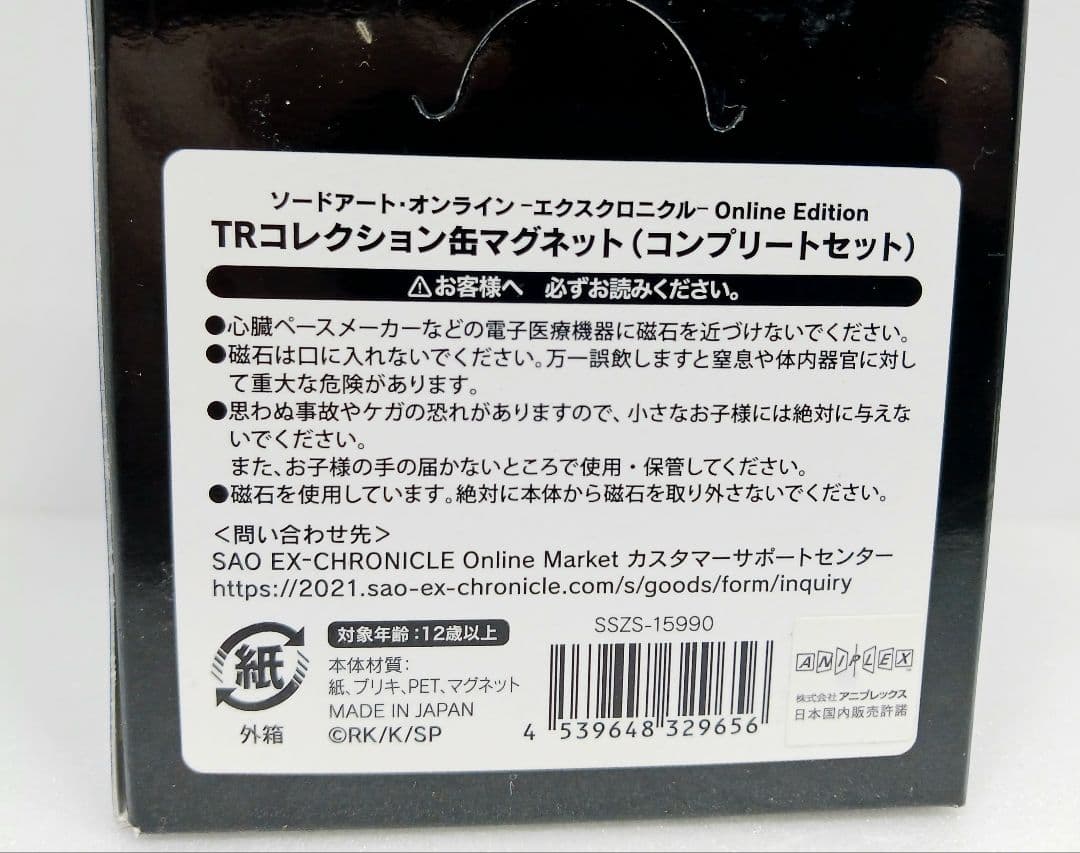 ソードアート・オンライン -エクスクロニクル- Online Edition
TRコレクション缶マグネット(コンプリートセット)
⚠お客様へ 必ずお読みください。
●心臓ペースメーカーなどの電子医療機器に磁石を近づけないでください。
●磁石は口に入れないでください。万一誤飲しますと窒息や体内器官に対し
て重大な危険があります。
●思わぬ事故やケガの恐れがありますので、小さなお子様には絶対に与えな
いでください。
また、お子様の手の届かないところで使用・保管してください。
●磁石を使用しています。絶対に本体から磁石を取り外さないでください。
<問い合わせ先>
SAO EX-CHRONICLE Online Market カスタマーサポートセンター
https://2021.sao-ex-chronicle.com/s/goods/form/inquiry
紙
外箱
対象年齢:12歳以上
本体材質:
紙、ブリキ、PET、マグネット
MADE IN JAPAN
©RK/K/SP
SSZS-15990
4 539648 329656
ANIPLEX
株式会社 アニプレックス
日本国内販売許諾